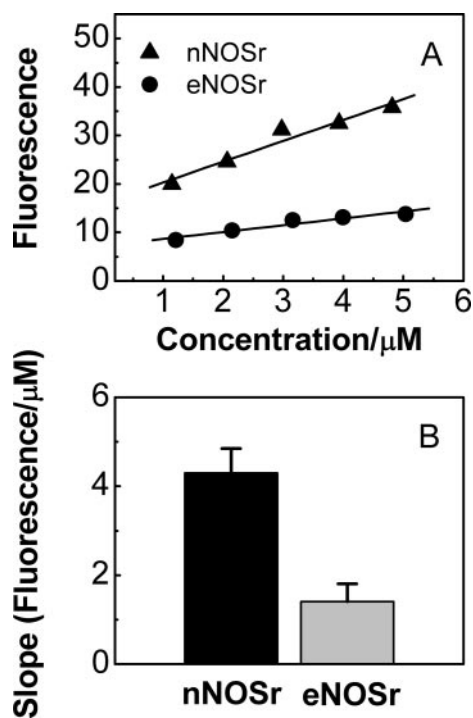 50
40
30
20
10
0
Fluorescence
nNOSr
eNOSr
A
1 2 3 4 5 6
Concentration/μM
6
4
2
0
Slope (Fluorescence/μM)
B
nNOSr eNOSr